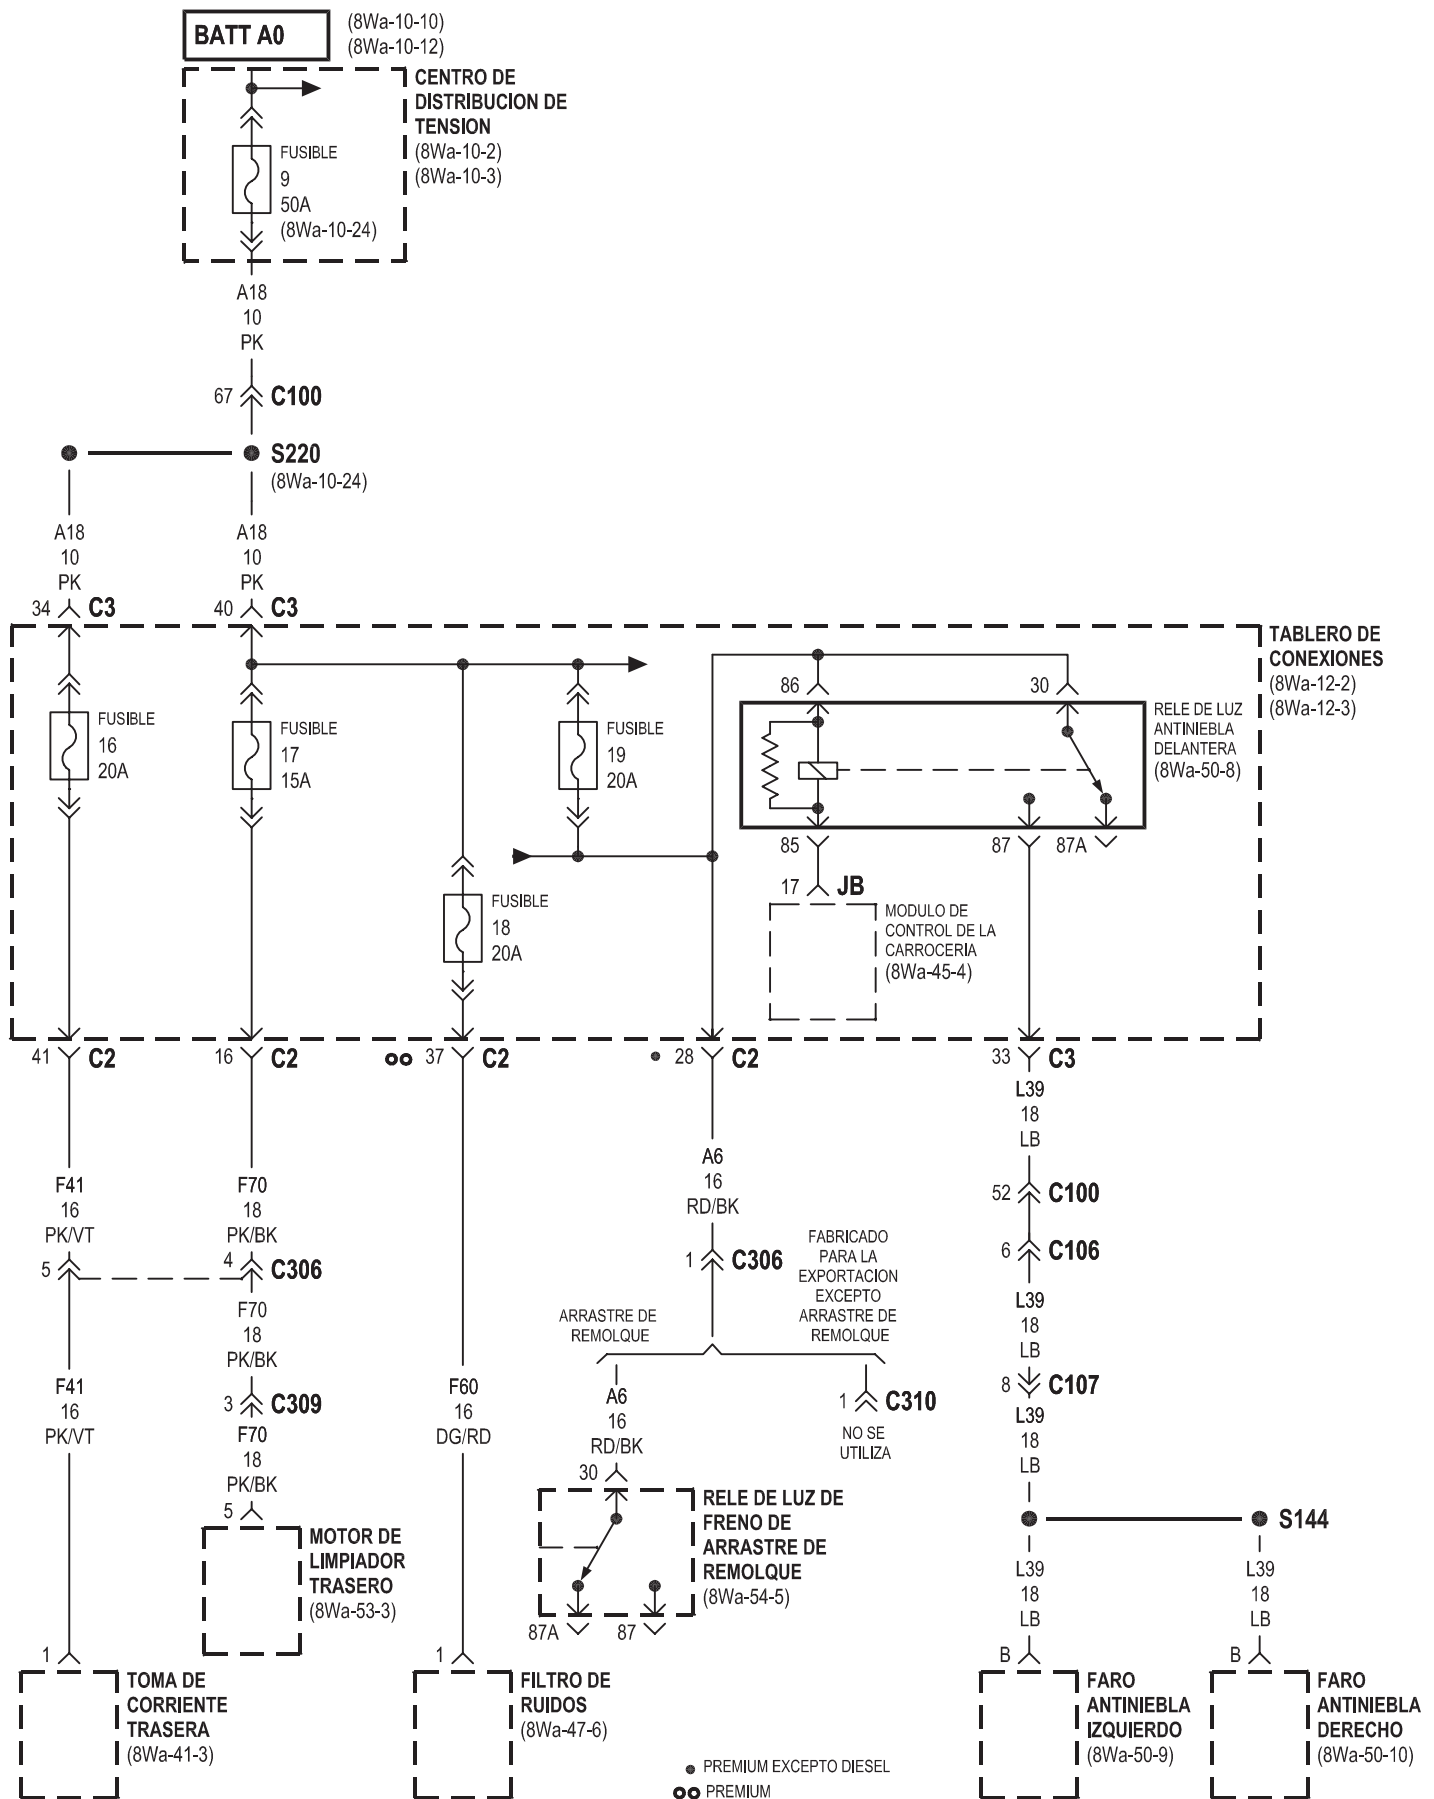 BATT A0
(8Wa-10-10)
(8Wa-10-12)
CENTRO DE
DISTRIBUCION DE
TENSION
(8Wa-10-2)
(8Wa-10-3)
FUSIBLE
9
50A
(8Wa-10-24)
A18
10
PK
67
C100
S220
(8Wa-10-24)
A18
10
PK
A18
10
PK
34
C3
40
C3
TABLERO DE
CONEXIONES
(8Wa-12-2)
(8Wa-12-3)
FUSIBLE
16
20A
FUSIBLE
17
15A
FUSIBLE
19
20A
86
30
RELE DE LUZ
ANTINIEBLA
DELANTERA
(8Wa-50-8)
85
87
87A
17
JB
FUSIBLE
18
20A
MODULO DE
CONTROL DE LA
CARROCERIA
(8Wa-45-4)
41
C2
16
C2
37
C2
28
C2
33
C3
L39
18
LB
F41
16
PK/VT
F70
18
PK/BK
A6
16
RD/BK
52
C100
5
4
C306
1
C306
6
C106
FABRICADO
PARA LA
EXPORTACION
EXCEPTO
ARRASTRE DE
REMOLQUE
ARRASTRE DE
REMOLQUE
F70
18
PK/BK
L39
18
LB
F41
16
PK/VT
3
C309
F60
16
DG/RD
A6
16
RD/BK
1
C310
NO SE
UTILIZA
8
C107
L39
18
LB
F70
18
PK/BK
30
5
MOTOR DE
LIMPIADOR
TRASERO
(8Wa-53-3)
RELE DE LUZ DE
FRENO DE
ARRASTRE DE
REMOLQUE
(8Wa-54-5)
87A
87
S144
L39
18
LB
L39
18
LB
1
TOMA DE
CORRIENTE
TRASERA
(8Wa-41-3)
1
FILTRO DE
RUIDOS
(8Wa-47-6)
B
FARO
ANTINIEBLA
IZQUIERDO
(8Wa-50-9)
B
FARO
ANTINIEBLA
DERECHO
(8Wa-50-10)
PREMIUM EXCEPTO DIESEL
PREMIUM